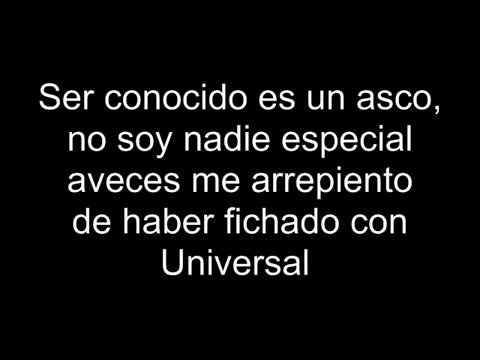 Ser conocido es un asco,
no soy nadie especial
aveces me arrepiento
de haber fichado con
Universal